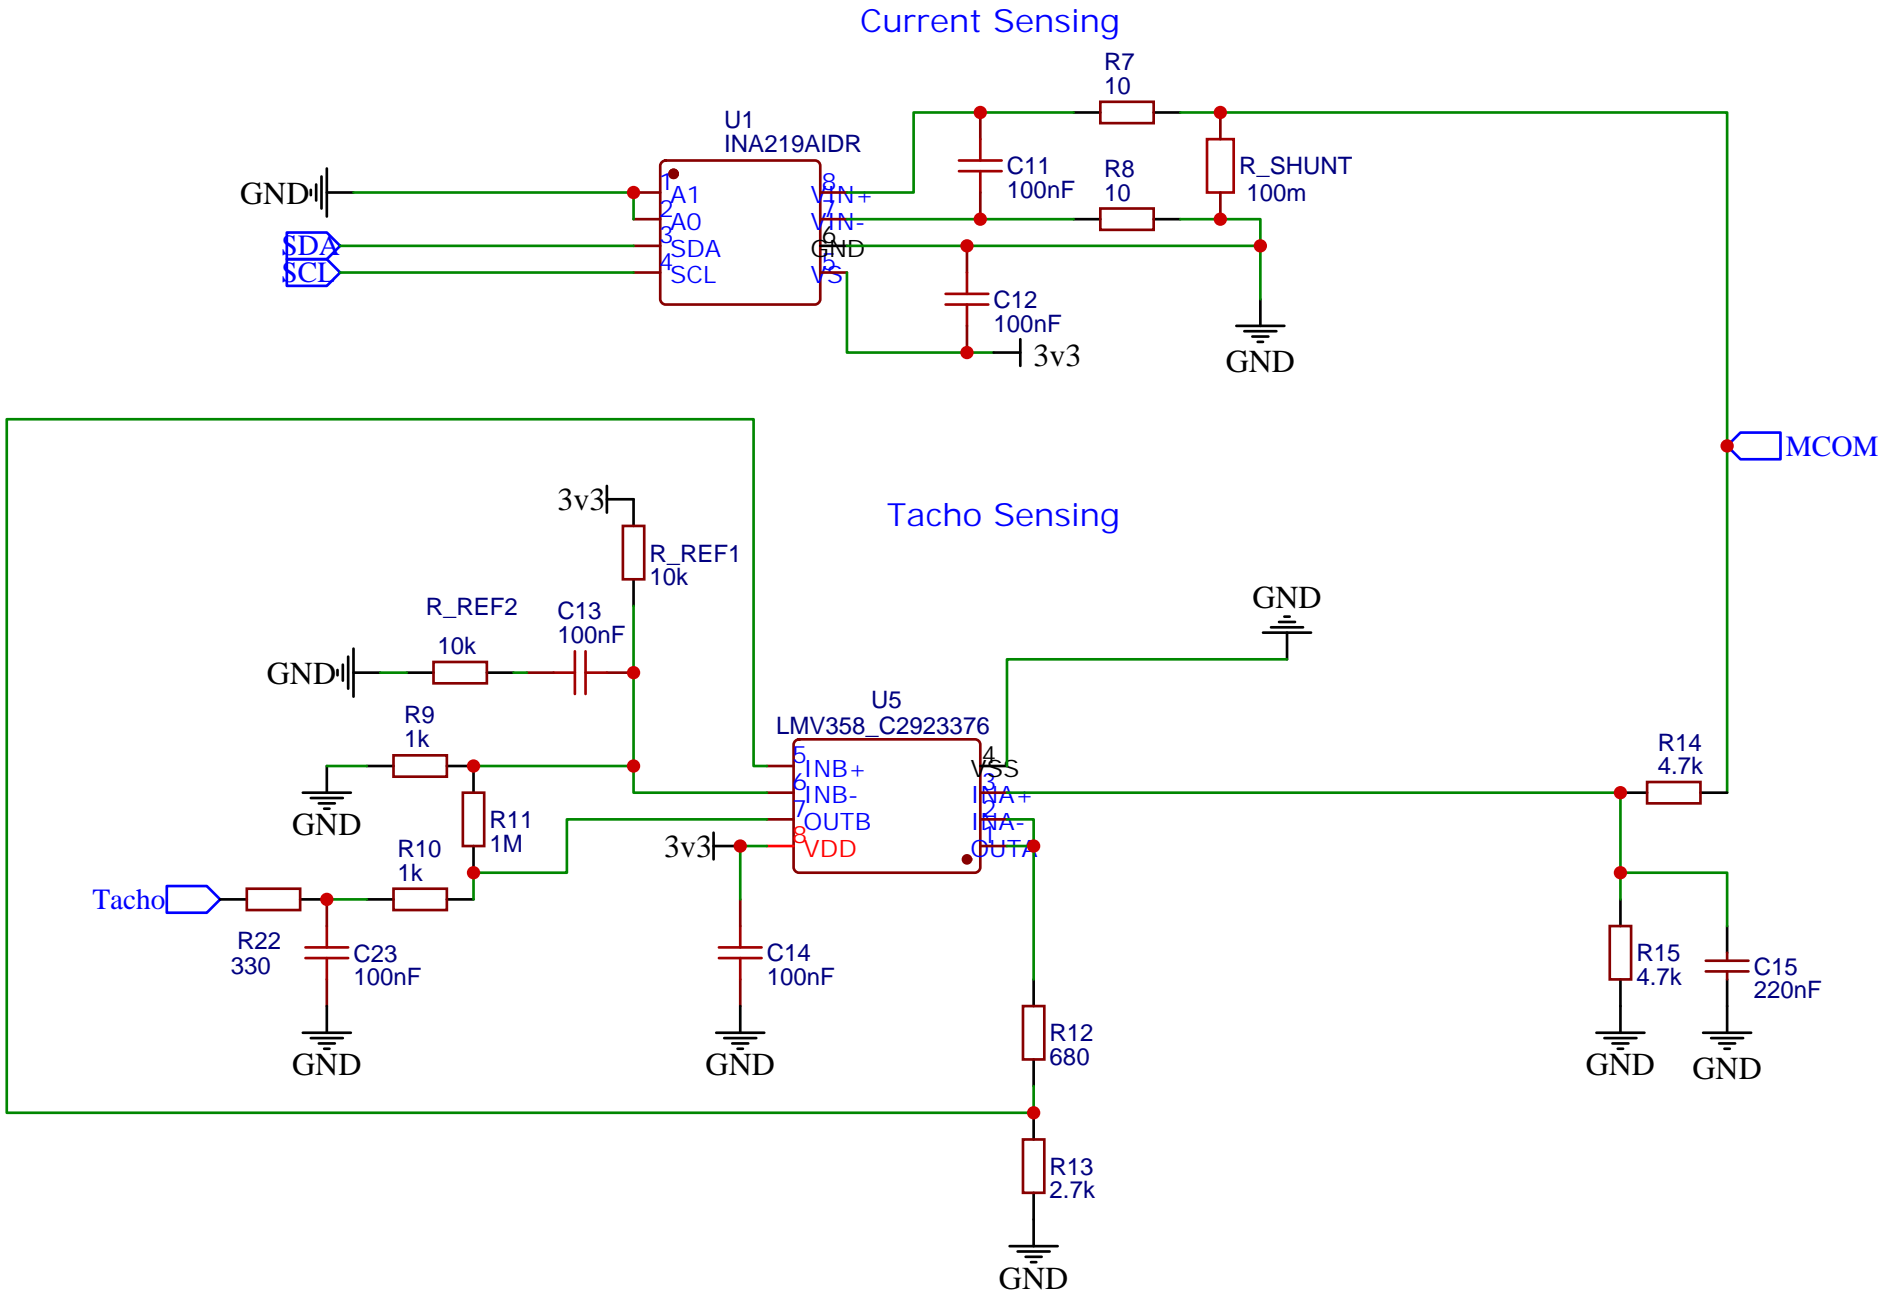 Current Sensing
R7
10
U1
INA219AIDR
GND
1
A1
2
A0
3
SDA
4
SCL
SDA
SCL
8
VIN+
7
VIN-
6
GND
5
VS
C11
100nF
R8
10
R_SHUNT
100m
C12
100nF
3v3
GND
MCOM
Tacho Sensing
3v3
R_REF1
10k
R_REF2
10k
C13
100nF
GND
R9
1k
GND
R11
1M
R10
1k
Tacho
R22
330
C23
100nF
GND
U5
LMV358_C2923376
5
INB+
6
INB-
7
OUTB
8
VDD
4
VSS
3
INA+
2
INA-
1
OUTA
GND
3v3
C14
100nF
GND
R12
680
R13
2.7k
GND
R14
4.7k
R15
4.7k
GND
C15
220nF
GND